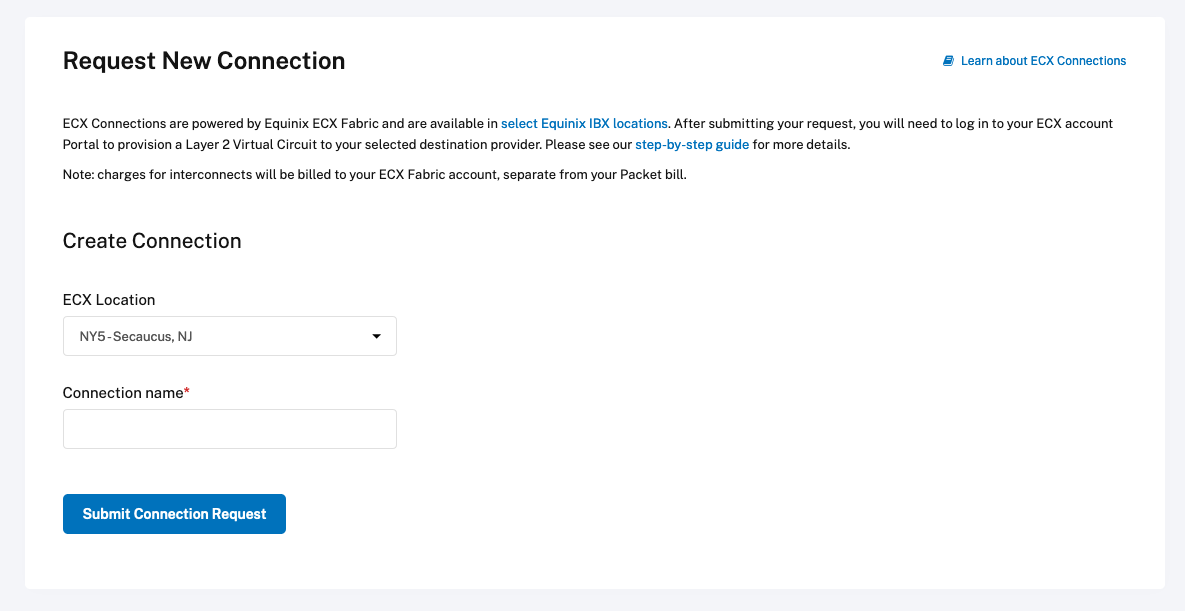 Request New Connection
Learn about ECX Connections
ECX Connections are powered by Equinix ECX Fabric and are available in select Equinix IBX locations. After submitting your request, you will need to log in to your ECX account
Portal to provision a Layer 2 Virtual Circuit to your selected destination provider. Please see our step-by-step guide for more details.
Note: charges for interconnects will be billed to your ECX Fabric account, separate from your Packet bill.
Create Connection
ECX Location
NY5 - Secaucus, NJ
Connection name*
Submit Connection Request